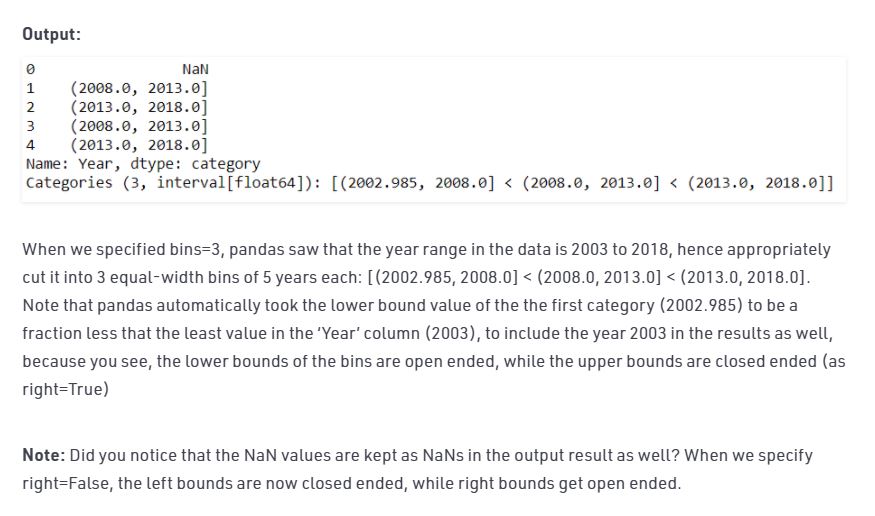 Output:
0                  NaN
1    (2008.0, 2013.0]
2    (2013.0, 2018.0]
3    (2008.0, 2013.0]
4    (2013.0, 2018.0]
Name: Year, dtype: category
Categories (3, interval[float64]): [(2002.985, 2008.0] < (2008.0, 2013.0] < (2013.0, 2018.0]]
When we specified bins=3, pandas saw that the year range in the data is 2003 to 2018, hence appropriately
cut it into 3 equal-width bins of 5 years each: [(2002.985, 2008.0] < (2008.0, 2013.0] < (2013.0, 2018.0].
Note that pandas automatically took the lower bound value of the the first category (2002.985) to be a
fraction less that the least value in the ‘Year’ column (2003), to include the year 2003 in the results as well,
because you see, the lower bounds of the bins are open ended, while the upper bounds are closed ended (as
right=True)
Note: Did you notice that the NaN values are kept as NaNs in the output result as well? When we specify
right=False, the left bounds are now closed ended, while right bounds get open ended.